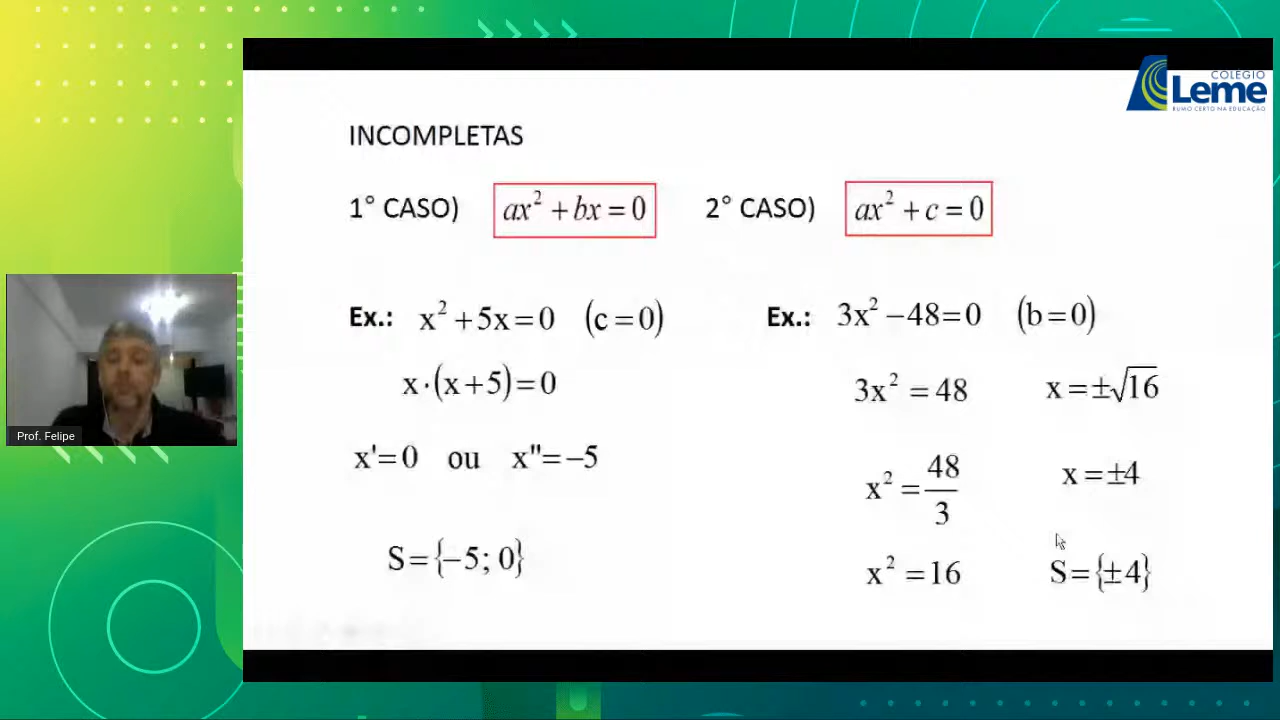 COLEGIO
Leme
RUMO CERTO NA EDUCAÇÃO
INCOMPLETAS
1° CASO) ax² + bx = 0
2° CASO) ax² + c = 0
Ex.: x² + 5x = 0 (c = 0)
x · (x + 5) = 0
x' = 0 ou x'' = −5
S = {−5; 0}
Ex.: 3x² − 48 = 0 (b = 0)
3x² = 48
x² = 48/3
x² = 16
x = ±√16
x = ±4
S = {±4}
Prof. Felipe